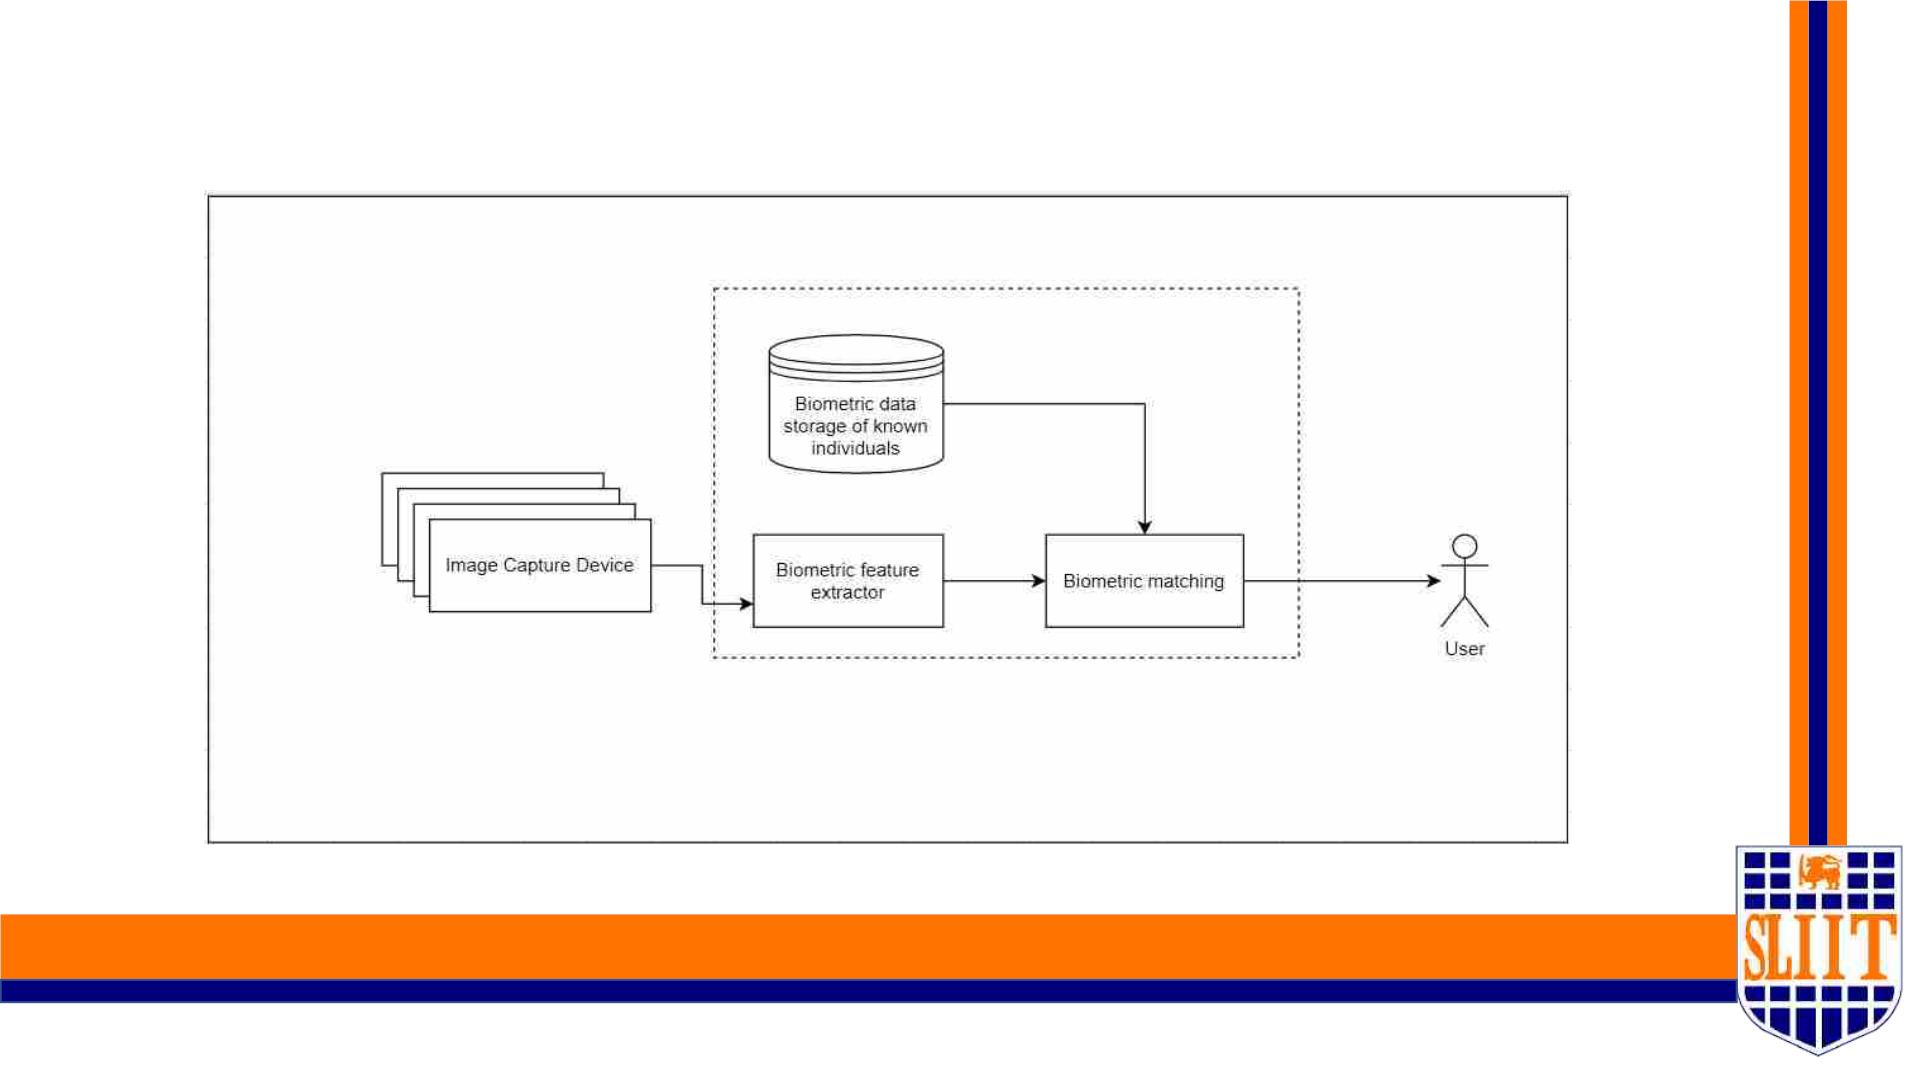 Biometric data
storage of known
individuals
Image Capture Device
Biometric feature
extractor
Biometric matching
User
SLIIT